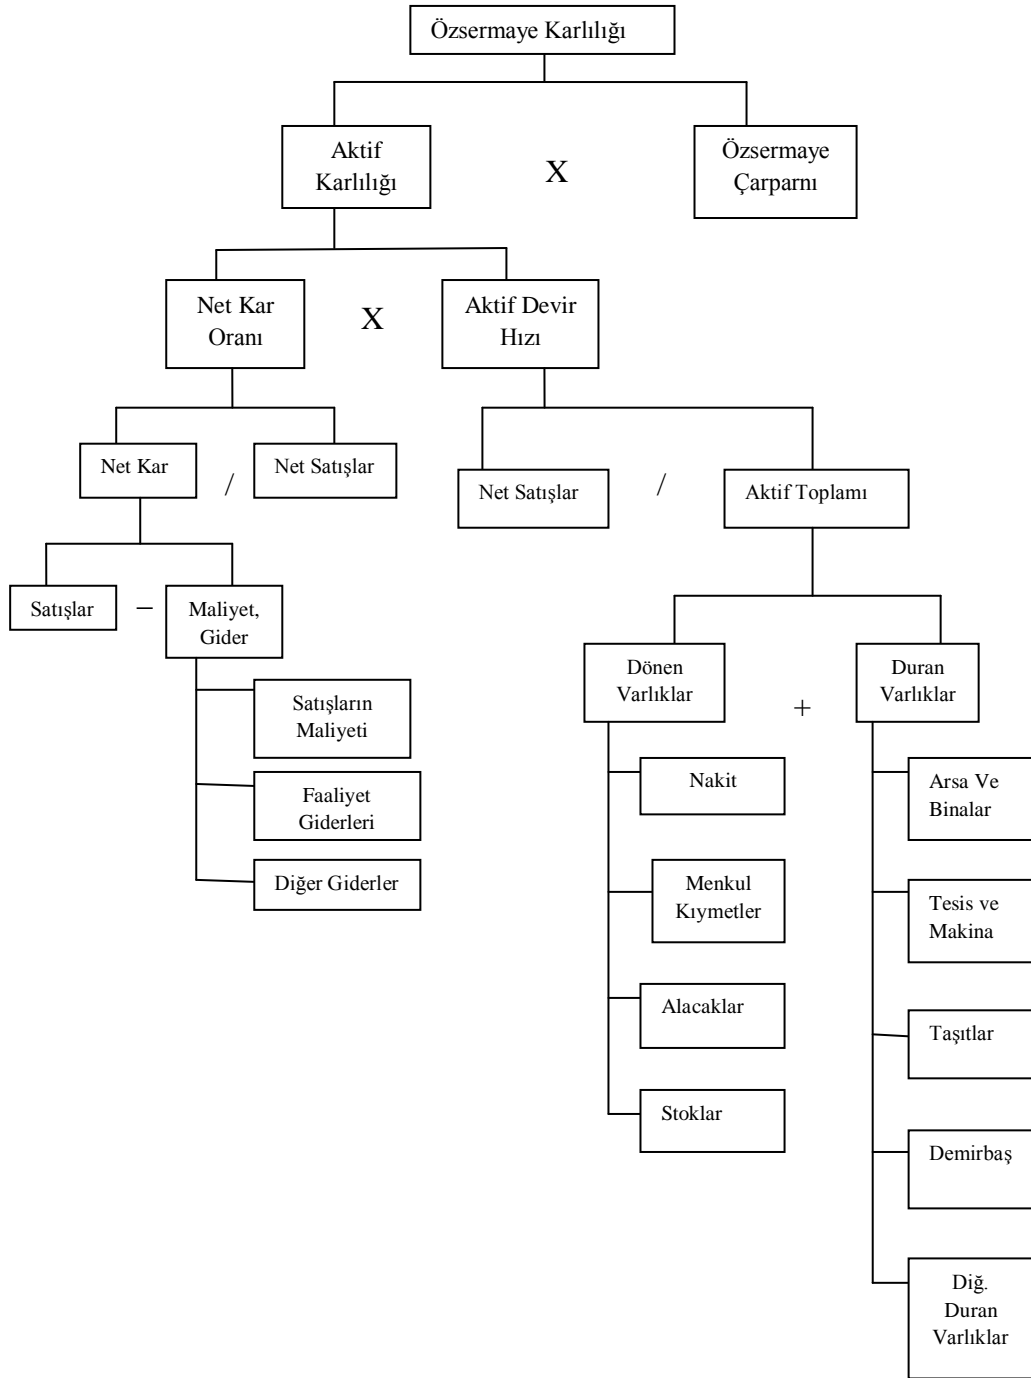 Özsermaye Karlılığı
Aktif
Karlılığı
X
Özsermaye
Çarparnı
Net Kar
Oranı
X
Aktif Devir
Hızı
Net Kar
/
Net Satışlar
Net Satışlar
/
Aktif Toplamı
Satışlar
–
Maliyet,
Gider
Satışların
Maliyeti
Faaliyet
Giderleri
Diğer Giderler
Dönen
Varlıklar
+
Duran
Varlıklar
Nakit
Menkul
Kıymetler
Alacaklar
Stoklar
Arsa Ve
Binalar
Tesis ve
Makina
Taşıtlar
Demirbaş
Diğ.
Duran
Varlıklar